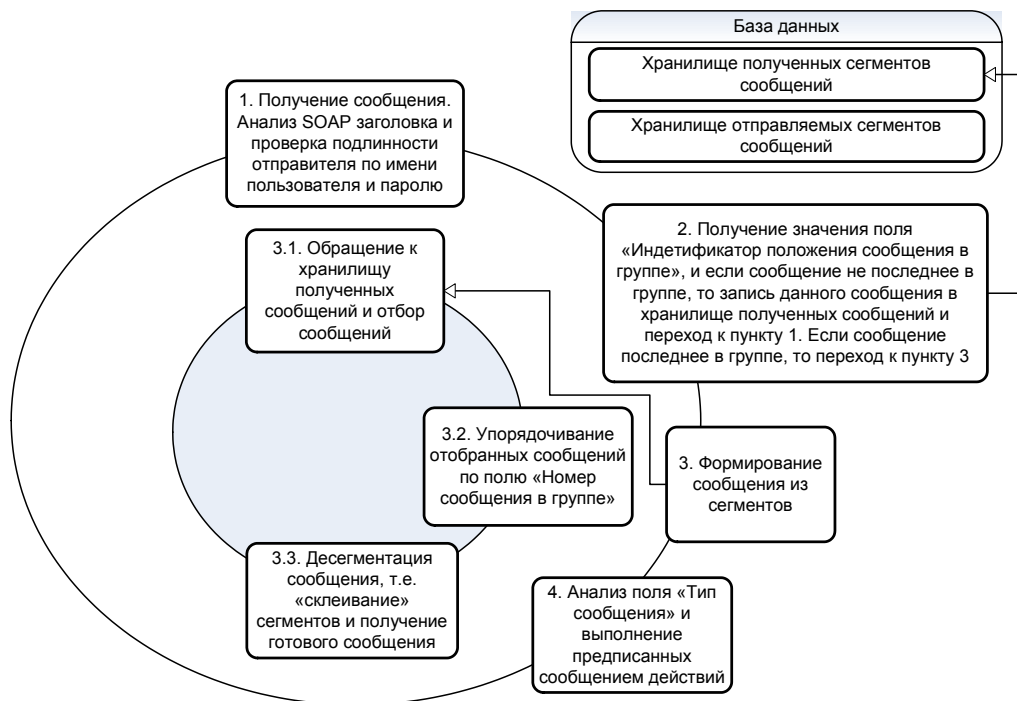 База данных
Хранилище полученных сегментов
сообщений
Хранилище отправляемых сегментов
сообщений
1. Получение сообщения.
Анализ SOAP заголовка и
проверка подлинности
отправителя по имени
пользователя и паролю
2. Получение значения поля
«Индетификатор положения сообщения в
группе», и если сообщение не последнее в
группе, то запись данного сообщения в
хранилище полученных сообщений и
переход к пункту 1. Если сообщение
последнее в группе, то переход к пункту 3
3.1. Обращение к
хранилищу
полученных
сообщений и отбор
сообщений
3.2. Упорядочивание
отобранных сообщений
по полю «Номер
сообщения в группе»
3. Формирование
сообщения из
сегментов
3.3. Десегментация
сообщения, т.е.
«склеивание»
сегментов и получение
готового сообщения
4. Анализ поля «Тип
сообщения» и
выполнение
предписанных
сообщением действий